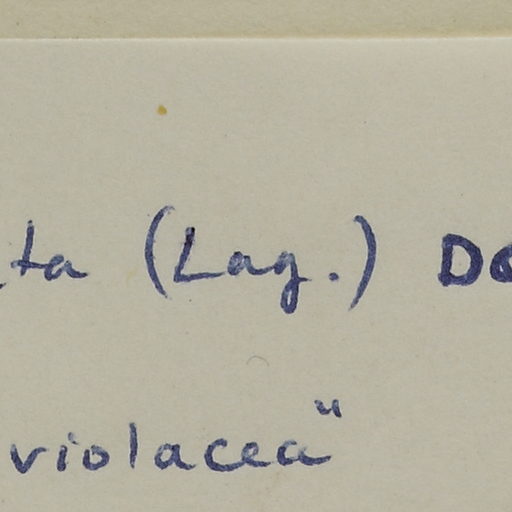 ta (Lag.) DC
violacea"